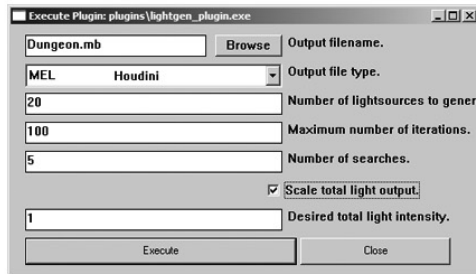 Execute Plugin: plugins\lightgen_plugin.exe
Dungeon.mb Browse Output filename.
MEL Houdini Output file type.
20 Number of lightsources to gener
100 Maximum number of iterations.
5 Number of searches.
Scale total light output.
1 Desired total light intensity.
Execute Close